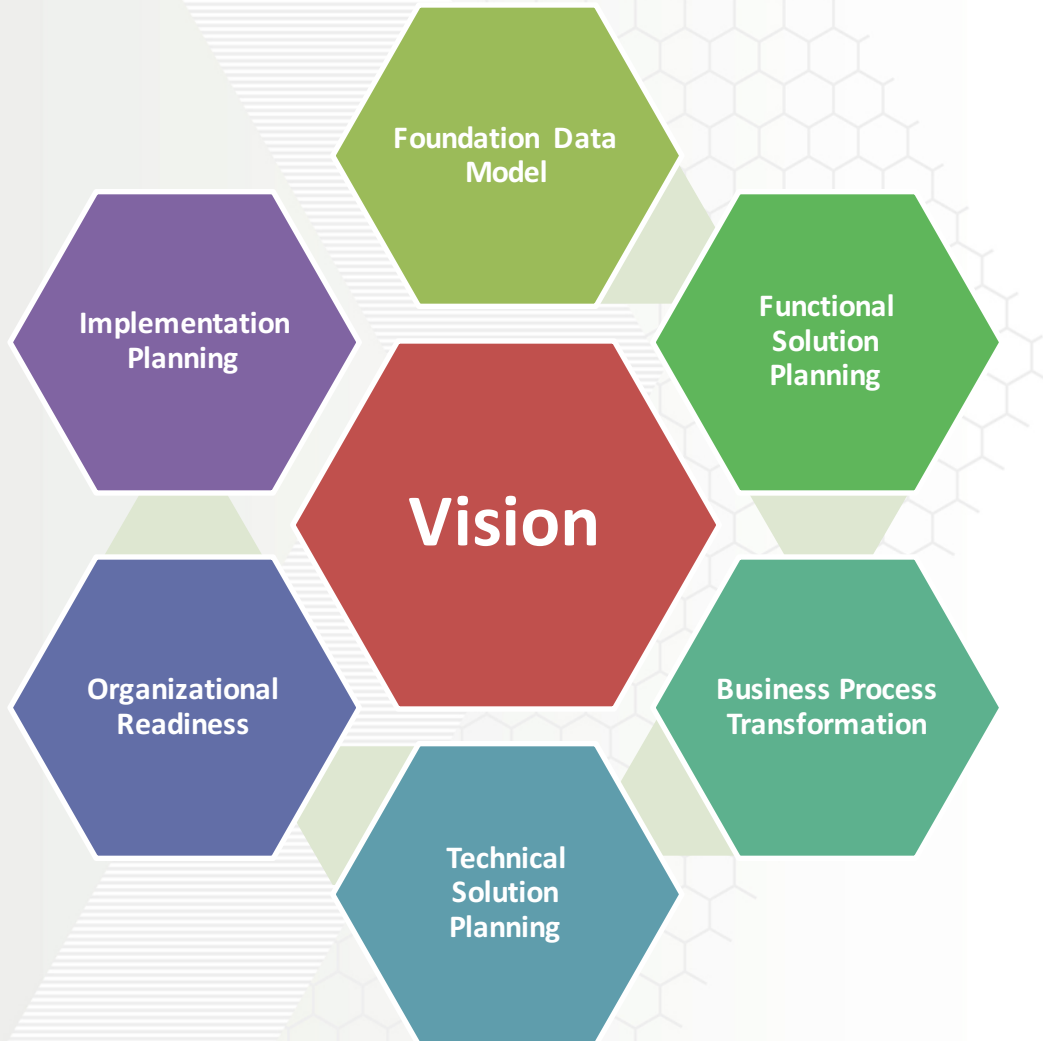 Foundation Data
Model
Implementation
Planning
Functional
Solution
Planning
Vision
Organizational
Readiness
Business Process
Transformation
Technical
Solution
Planning